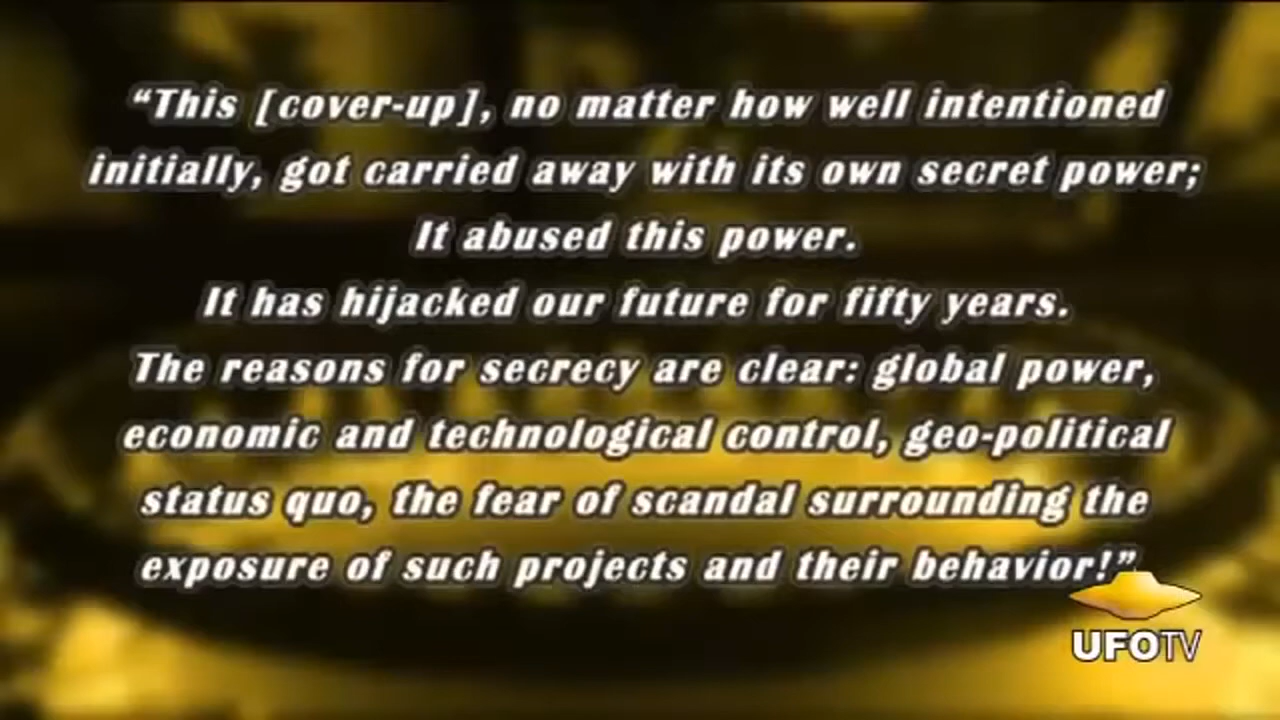 “This [cover-up], no matter how well intentioned
initially, got carried away with its own secret power;
It abused this power.
It has hijacked our future for fifty years.
The reasons for secrecy are clear: global power,
economic and technological control, geo-political
status quo, the fear of scandal surrounding the
exposure of such projects and their behavior!”
UFOTV